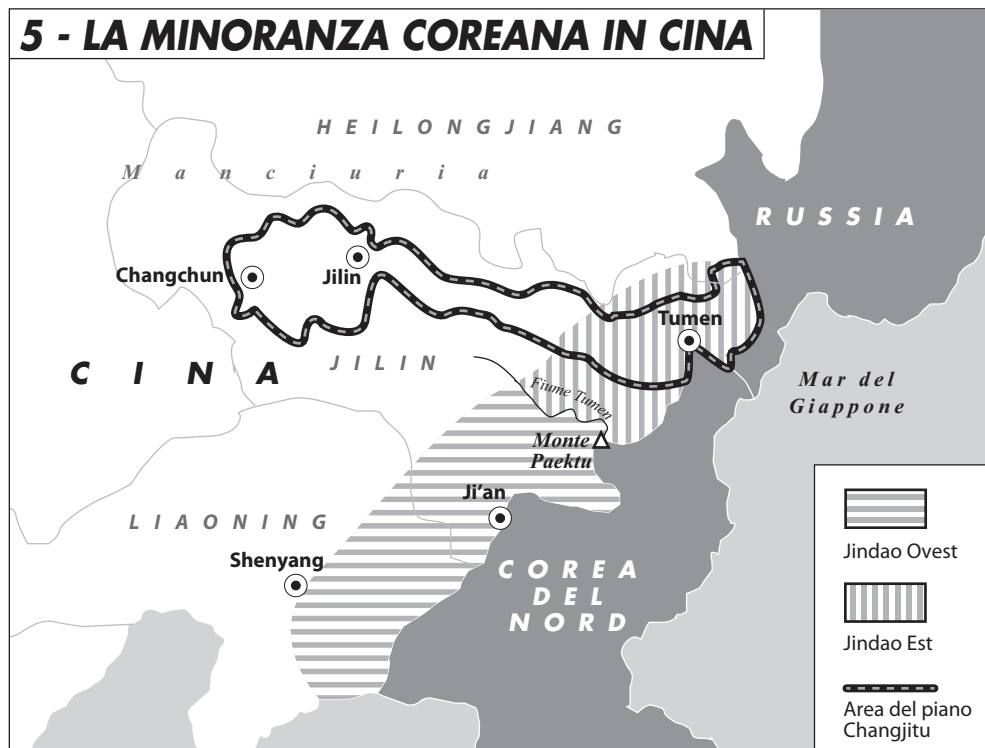 5 - LA MINORANZA COREANA IN CINA
HEILONGJIANG
Manciuria
RUSSIA
Changchun
Jilin
Tumen
CINA
JILIN
Mar del
Giappone
Fiume Tumen
Monte
Paektu
Ji'an
LIAONING
Shenyang
COREA
DEL
NORD
Jindao Ovest
Jindao Est
Area del piano
Changjitu